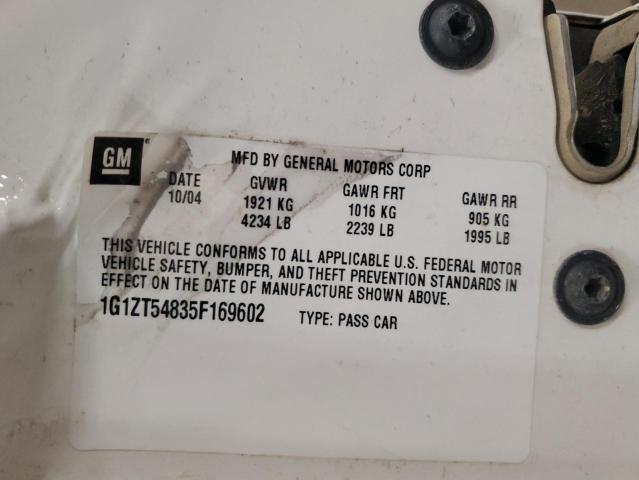 GM
MFD BY GENERAL MOTORS CORP
DATE GVWR GAWR FRT GAWR RR
10/04 1921 KG 1016 KG 905 KG
4234 LB 2239 LB 1995 LB
THIS VEHICLE CONFORMS TO ALL APPLICABLE U.S. FEDERAL MOTOR
VEHICLE SAFETY, BUMPER, AND THEFT PREVENTION STANDARDS IN
EFFECT ON THE DATE OF MANUFACTURE SHOWN ABOVE.
1G1ZT54835F169602 TYPE: PASS CAR